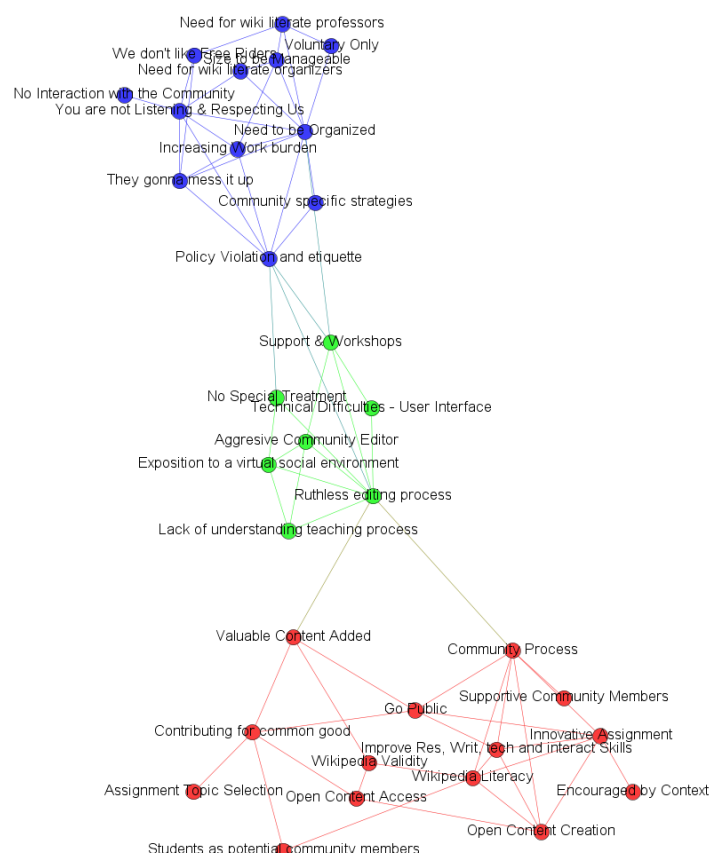 Need for wiki literate professors
Voluntary Only
We don't like Free Riders
Size to be Manageable
Need for wiki literate organizers
No Interaction with the Community
You are not Listening & Respecting Us
Need to be Organized
Increasing Work burden
They gonna mess it up
Community specific strategies
Policy Violation and etiquette
Support & Workshops
No Special Treatment
Technical Difficulties - User Interface
Aggresive Community Editor
Exposition to a virtual social environment
Ruthless editing process
Lack of understanding teaching process
Valuable Content Added
Community Process
Supportive Community Members
Go Public
Contributing for common good
Innovative Assignment
Improve Res, Writ, tech and interact Skills
Wikipedia Validity
Wikipedia Literacy
Assignment Topic Selection
Open Content Access
Encouraged by Context
Open Content Creation
Students as potential community members